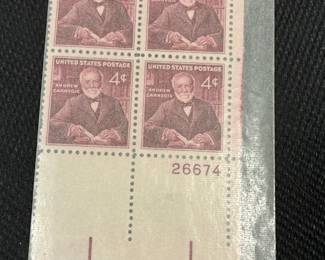 UNITED STATES POSTAGE UNITED STATES POSTAGE
4¢ 4¢
ANDREW ANDREW
CARNEGIE CARNEGIE
26674